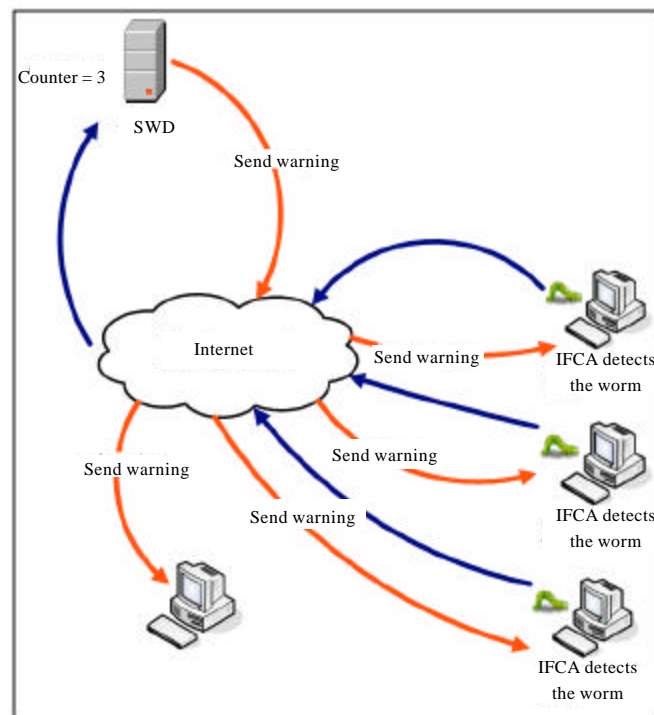 Counter = 3
SWD
Send warning
Internet
Send warning
IFCA detects
the worm
Send warning
Send warning
IFCA detects
the worm
Send warning
IFCA detects
the worm